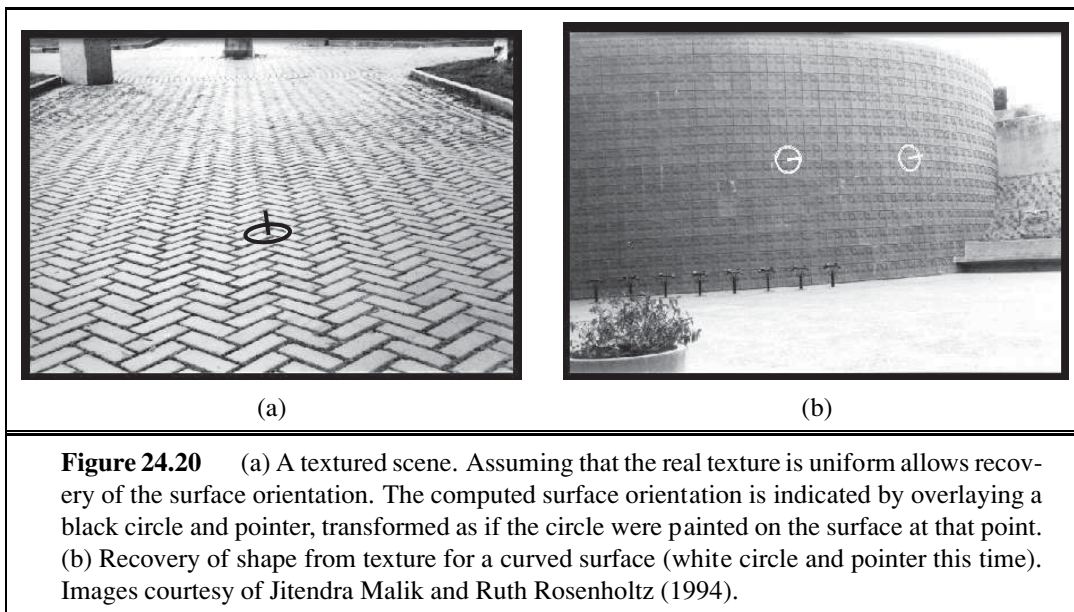 (a)
(b)
Figure 24.20 (a) A textured scene. Assuming that the real texture is uniform allows recov-
ery of the surface orientation. The computed surface orientation is indicated by overlaying a
black circle and pointer, transformed as if the circle were painted on the surface at that point.
(b) Recovery of shape from texture for a curved surface (white circle and pointer this time).
Images courtesy of Jitendra Malik and Ruth Rosenholtz (1994).